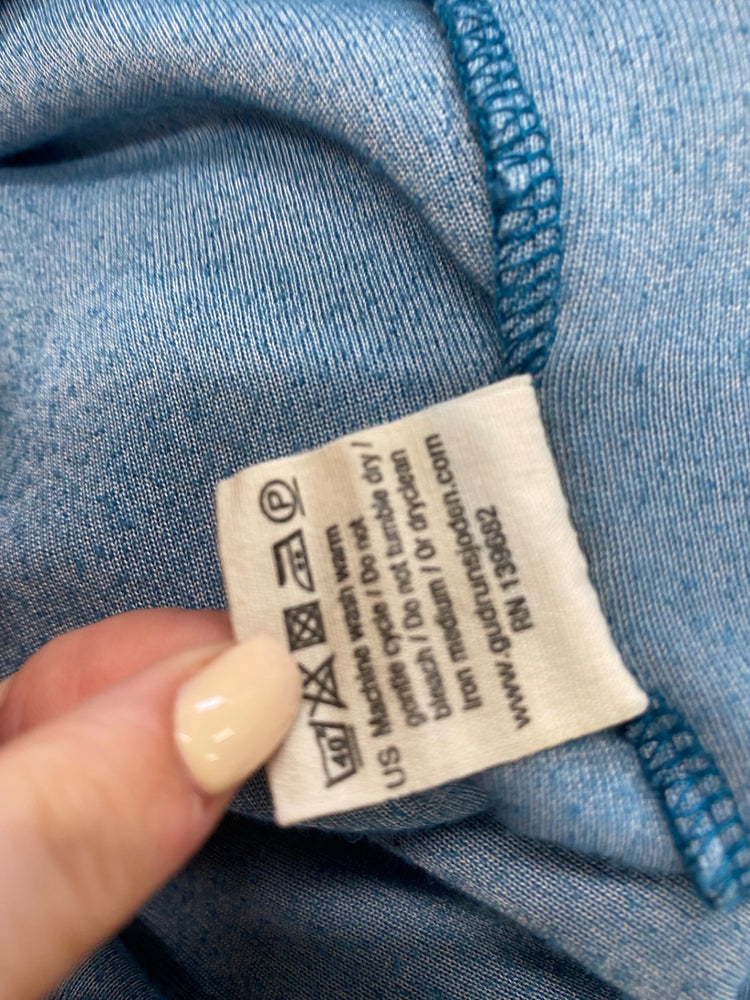 40°
P
US Machine wash warm
gentle cycle / Do not
bleach / Do not tumble dry /
Iron medium / Or dryclean
www.gudrunsjoden.com
RN 139682